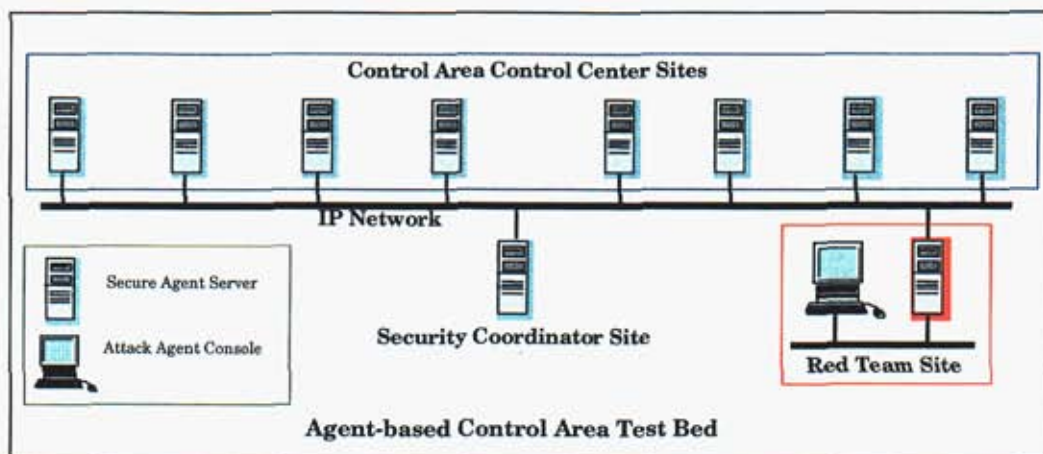 Control Area Control Center Sites
IP Network
Secure Agent Server
Attack Agent Console
Security Coordinator Site
Red Team Site
Agent-based Control Area Test Bed